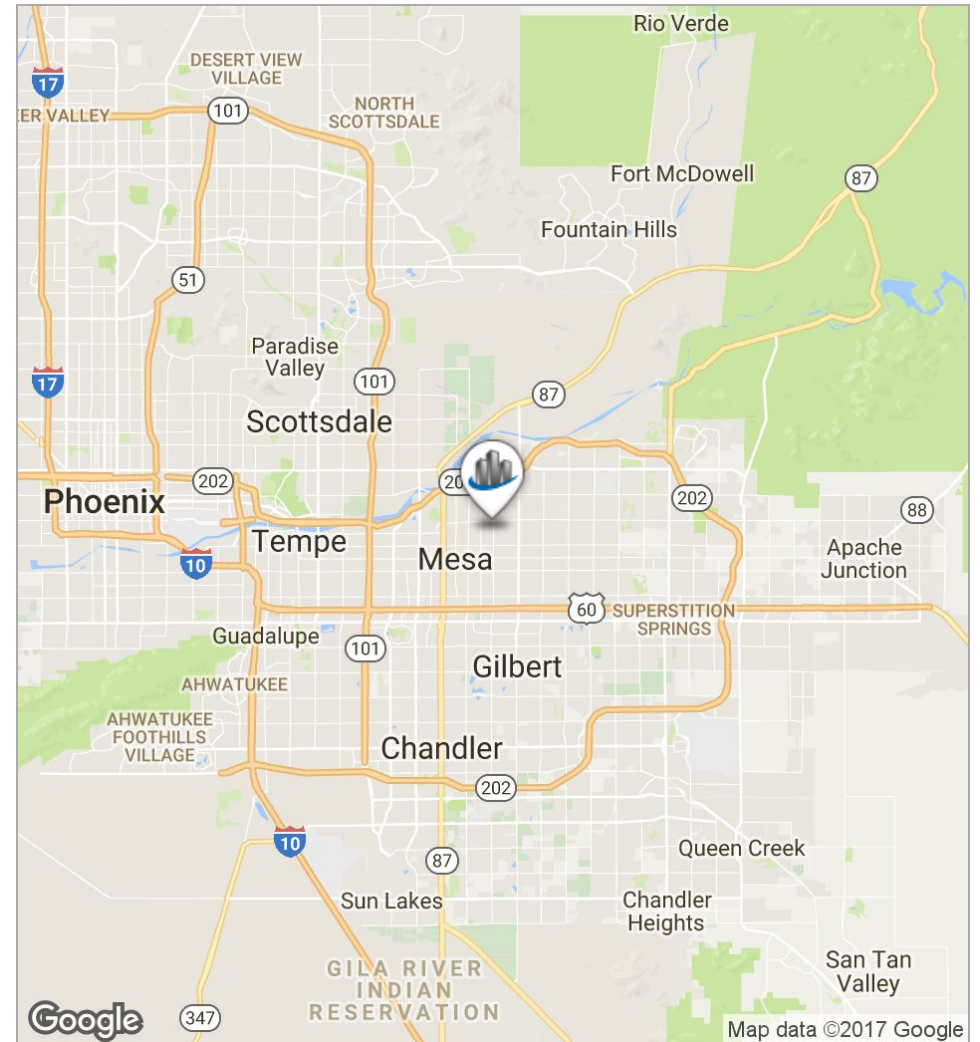 Rio Verde
DESERT VIEW
VILLAGE
17
101
NORTH
SCOTTSDALE
EER VALLEY
Fort McDowell
87
Fountain Hills
51
Paradise
Valley
17
101
87
Scottsdale
202
20
202
Phoenix
88
Tempe
Mesa
Apache
Junction
10
60
SUPERSTITION
SPRINGS
Guadalupe
101
Gilbert
AHWATUKEE
AHWATUKEE
FOOTHILLS
VILLAGE
Chandler
202
10
87
Queen Creek
Sun Lakes
Chandler
Heights
San Tan
Valley
GILA RIVER
INDIAN
RESERVATION
Google
347
Map data ©2017 Google